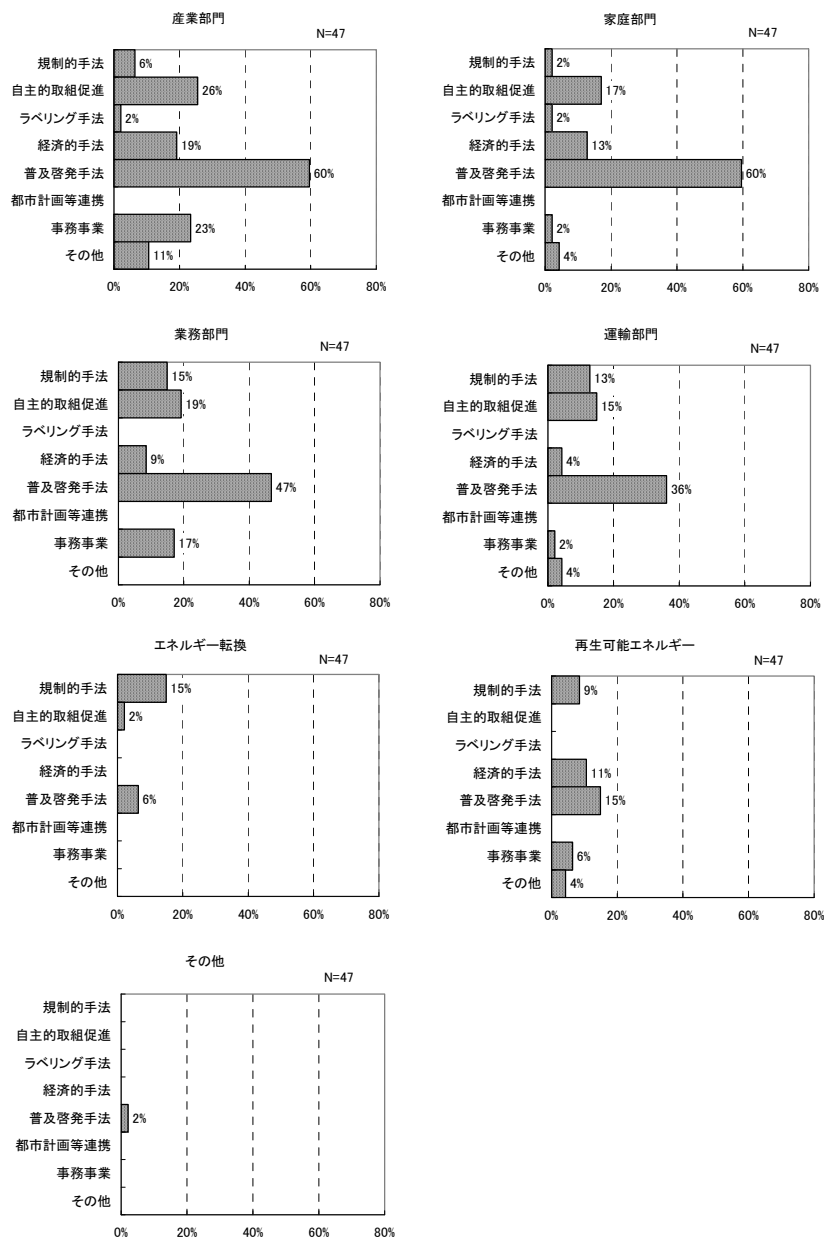 産業部門
N=47
規制的手法 6%
自主的取組促進 26%
ラベリング手法 2%
経済的手法 19%
普及啓発手法 60%
都市計画等連携
事務事業 23%
その他 11%
0% 20% 40% 60% 80%
家庭部門
N=47
規制的手法 2%
自主的取組促進 17%
ラベリング手法 2%
経済的手法 13%
普及啓発手法 60%
都市計画等連携
事務事業 2%
その他 4%
0% 20% 40% 60% 80%
業務部門
N=47
規制的手法 15%
自主的取組促進 19%
ラベリング手法
経済的手法 9%
普及啓発手法 47%
都市計画等連携
事務事業 17%
その他
0% 20% 40% 60% 80%
運輸部門
N=47
規制的手法 13%
自主的取組促進 15%
ラベリング手法
経済的手法 4%
普及啓発手法 36%
都市計画等連携
事務事業 2%
その他 4%
0% 20% 40% 60% 80%
エネルギー転換
N=47
規制的手法 15%
自主的取組促進 2%
ラベリング手法
経済的手法
普及啓発手法 6%
都市計画等連携
事務事業
その他
0% 20% 40% 60% 80%
再生可能エネルギー
N=47
規制的手法 9%
自主的取組促進
ラベリング手法
経済的手法 11%
普及啓発手法 15%
都市計画等連携
事務事業 6%
その他 4%
0% 20% 40% 60% 80%
その他
N=47
規制的手法
自主的取組促進
ラベリング手法
経済的手法
普及啓発手法 2%
都市計画等連携
事務事業
その他
0% 20% 40% 60% 80%